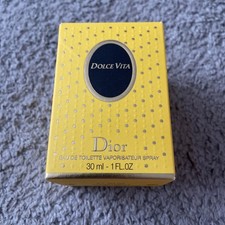 DOLCE VITA
Dior
EAU DE TOILETTE VAPORISATEUR SPRAY
30 ml - 1 FL.OZ